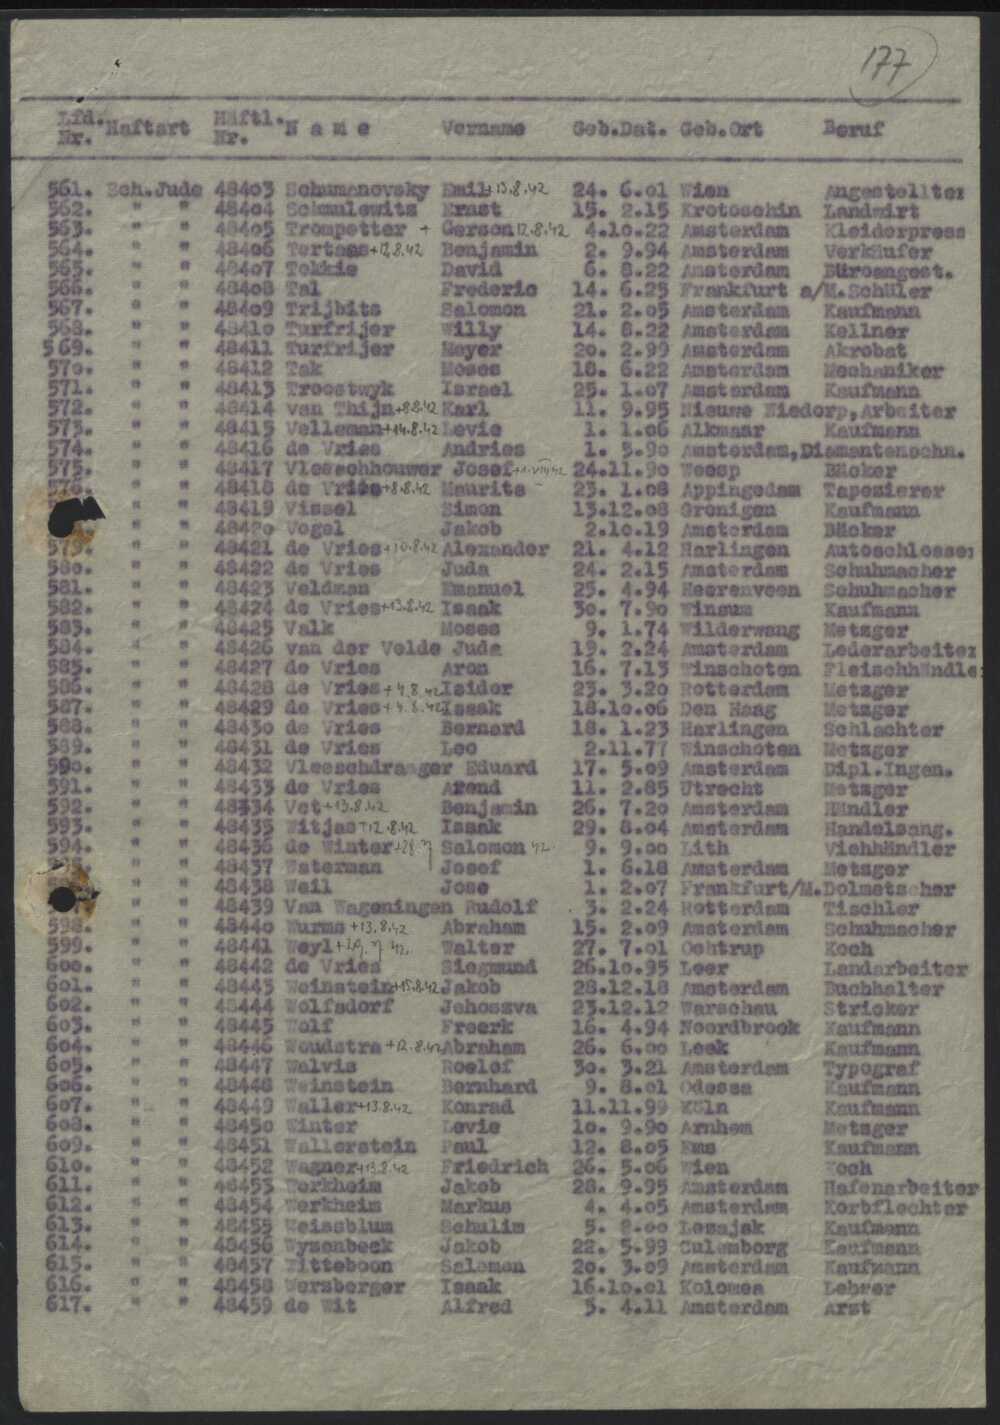 177
Lfd. Nr. Haftart Häftl. Nr. N a m e Vorname Geb.Dat. Geb.Ort Beruf
561. Sch.Jude 48403 Schumanovsky Emil +13.8.42 24. 6.01 Wien Angestellter
562. " " 48404 Schmulewitz Ernst 15. 2.15 Krotoschin Landwirt
563. " " 48405 Trompetter + Gerson 12.8.42 4.10.22 Amsterdam Kleiderpress
564. " " 48406 Tertaas +12.8.42 Benjamin 2. 9.94 Amsterdam Verkäufer
565. " " 48407 Tokkie David 6. 8.22 Amsterdam Büroangest.
566. " " 48408 Tal Frederic 14. 6.25 Frankfurt a/M.Schüler
567. " " 48409 Trijbits Salomon 21. 2.05 Amsterdam Kaufmann
568. " " 48410 Turfrijer Willy 14. 8.22 Amsterdam Kellner
569. " " 48411 Turfrijer Meyer 20. 2.99 Amsterdam Akrobat
570. " " 48412 Tak Moses 18. 6.22 Amsterdam Mechaniker
571. " " 48413 Troostwyk Israel 25. 1.07 Amsterdam Kaufmann
572. " " 48414 van Thijn +8.8.42 Karl 11. 9.95 Nieuwe Niedorp, Arbeiter
573. " " 48415 Velleman +14.8.42 Levie 1. 1.06 Alkmaar Kaufmann
574. " " 48416 de Vries Andries 1. 5.90 Amsterdam, Diamantenschn.
575. " " 48417 Vleeschhouwer Josef 24.11.90 Weesp Bäcker
576. " " 48418 de Vries +8.8.42 Maurits 23. 1.08 Appingedam Tapezierer
" " 48419 Vissel Simon 13.12.08 Gronigen Kaufmann
" " 48420 Vogel Jakob 2.10.19 Amsterdam Bäcker
579. " " 48421 de Vries +10.8.42 Alexander 21. 4.12 Harlingen Autoschlosser
580. " " 48422 de Vries Juda 24. 2.15 Amsterdam Schuhmacher
581. " " 48423 Veldman Emanuel 25. 4.94 Heerenveen Schuhmacher
582. " " 48424 de Vries +13.8.42 Isaak 30. 7.90 Winsum Kaufmann
583. " " 48425 Valk Moses 9. 1.74 Wilderwang Metzger
584. " " 48426 van der Velde Juda 19. 2.24 Amsterdam Lederarbeiter
585. " " 48427 de Vries Aron 16. 7.13 Winschoten Fleischhändle
586. " " 48428 de Vries +4.8.42 Isidor 23. 3.20 Rotterdam Metzger
587. " " 48429 de Vries +4.8.42 Isaak 18.10.06 Den Haag Metzger
588. " " 48430 de Vries Bernard 18. 1.23 Harlingen Schlachter
589. " " 48431 de Vries Leo 2.11.77 Winschoten Metzger
590. " " 48432 Vleeschdraager Eduard 17. 5.09 Amsterdam Dipl.Ingen.
591. " " 48433 de Vries Arend 11. 2.85 Utrecht Metzger
592. " " 48434 Vet +13.8.42 Benjamin 26. 7.20 Amsterdam Händler
593. " " 48435 Witjas +12.8.42 Isaak 29. 8.04 Amsterdam Handelsang.
594. " " 48436 de Winter +28.7 Salomon 42 9. 9.00 Lith Viehhändler
" " 48437 Waterman Josef 1. 6.18 Amsterdam Metzger
" " 48438 Weil Jose 1. 2.07 Frankfurt/M.Dolmetscher
" " 48439 Van Wageningen Rudolf 3. 2.24 Rotterdam Tischler
598. " " 48440 Wurms +13.8.42 Abraham 15. 2.09 Amsterdam Schuhmacher
599. " " 48441 Weyl +29.7.42. Walter 27. 7.01 Ochtrup Koch
600. " " 48442 de Vries Siegmund 26.10.95 Leer Landarbeiter
601. " " 48443 Weinstein +15.8.42 Jakob 28.12.18 Amsterdam Buchhalter
602. " " 48444 Wolfsdorf Jehoszva 23.12.12 Warschau Stricker
603. " " 48445 Wolf Freerk 16. 4.94 Noordbrook Kaufmann
604. " " 48446 Woudstra +12.8.42 Abraham 26. 6.00 Leek Kaufmann
605. " " 48447 Walvis Roelof 30. 3.21 Amsterdam Typograf
606. " " 48448 Weinstein Bernhard 9. 8.01 Odessa Kaufmann
607. " " 48449 Waller +13.8.42 Konrad 11.11.99 Köln Kaufmann
608. " " 48450 Winter Levie 10. 9.90 Arnhem Metzger
609. " " 48451 Wallerstein Paul 12. 8.05 Ems Kaufmann
610. " " 48452 Wagner +13.8.42 Friedrich 26. 5.06 Wien Koch
611. " " 48453 Werkheim Jakob 28. 9.95 Amsterdam Hafenarbeiter
612. " " 48454 Werkheim Markus 4. 4.05 Amsterdam Korbflechter
613. " " 48455 Weissblum Schulim 5. 2.00 Lezajsk Kaufmann
614. " " 48456 Wyzenbeek Jakob 22. 5.99 Culemborg Kaufmann
615. " " 48457 Witteboon Salomon 20. 3.09 Amsterdam Kaufmann
616. " " 48458 Werzberger Isaak 16.10.01 Kolomea Lehrer
617. " " 48459 de Wit Alfred 5. 4.11 Amsterdam Arzt